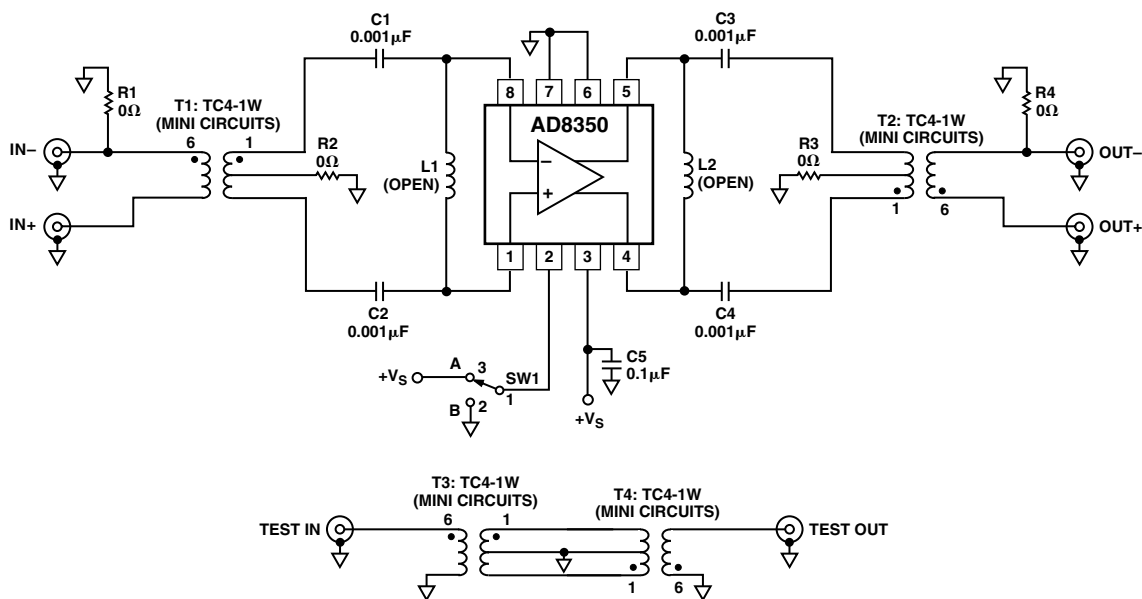 C1
0.001μF
C3
0.001μF
R1
0Ω
T1: TC4-1W
(MINI CIRCUITS)
6
1
IN–
IN+
R2
0Ω
L1
(OPEN)
8
7
6
5
AD8350
–
+
1
2
3
4
L2
(OPEN)
R3
0Ω
T2: TC4-1W
(MINI CIRCUITS)
1
6
R4
0Ω
OUT–
OUT+
C2
0.001μF
C4
0.001μF
C5
0.1μF
+VS
A
3
SW1
1
B
2
+VS
T3: TC4-1W
(MINI CIRCUITS)
6
1
T4: TC4-1W
(MINI CIRCUITS)
1
6
TEST IN
TEST OUT